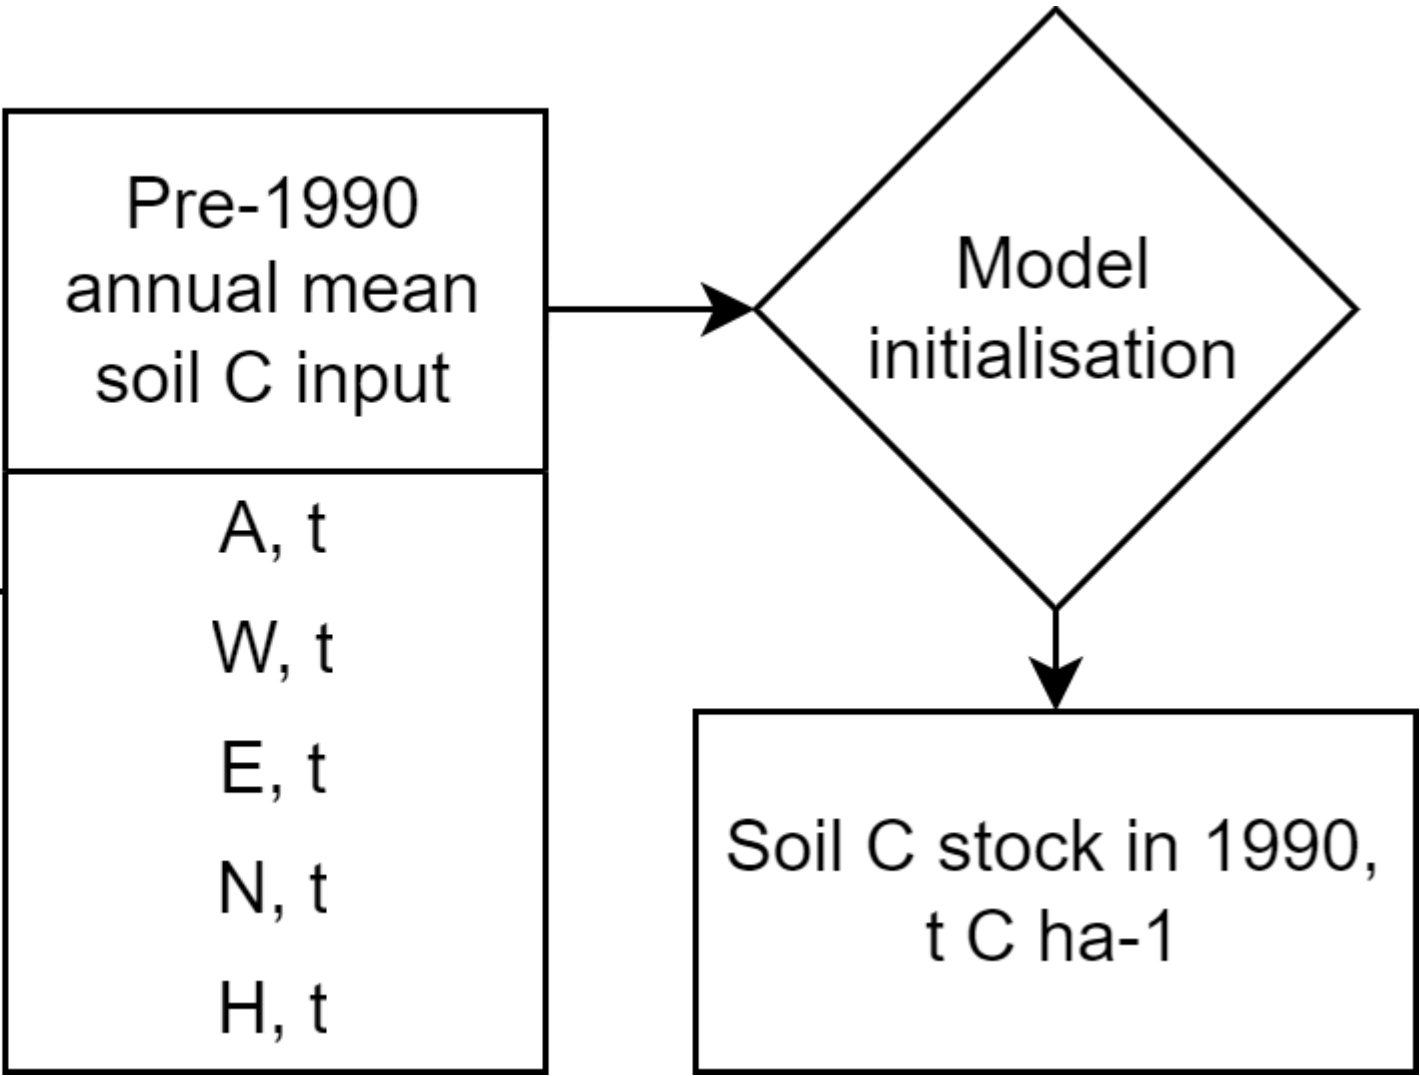 Pre-1990
annual mean
soil C input
A, t
W, t
E, t
N, t
H, t
Model
initialisation
Soil C stock in 1990,
t C ha-1